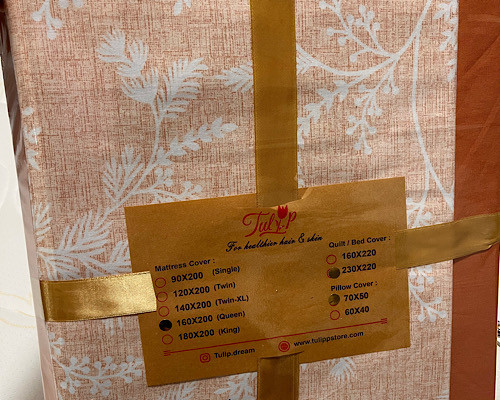 Tulip
For healthier hair & skin
Mattress Cover :
90X200 (Single)
120X200 (Twin)
140X200 (Twin-XL)
160X200 (Queen)
180X200 (King)
Quilt / Bed Cover :
160X220
230X220
Pillow Cover :
70X50
60X40
Tulip.dream
www.tulippstore.com